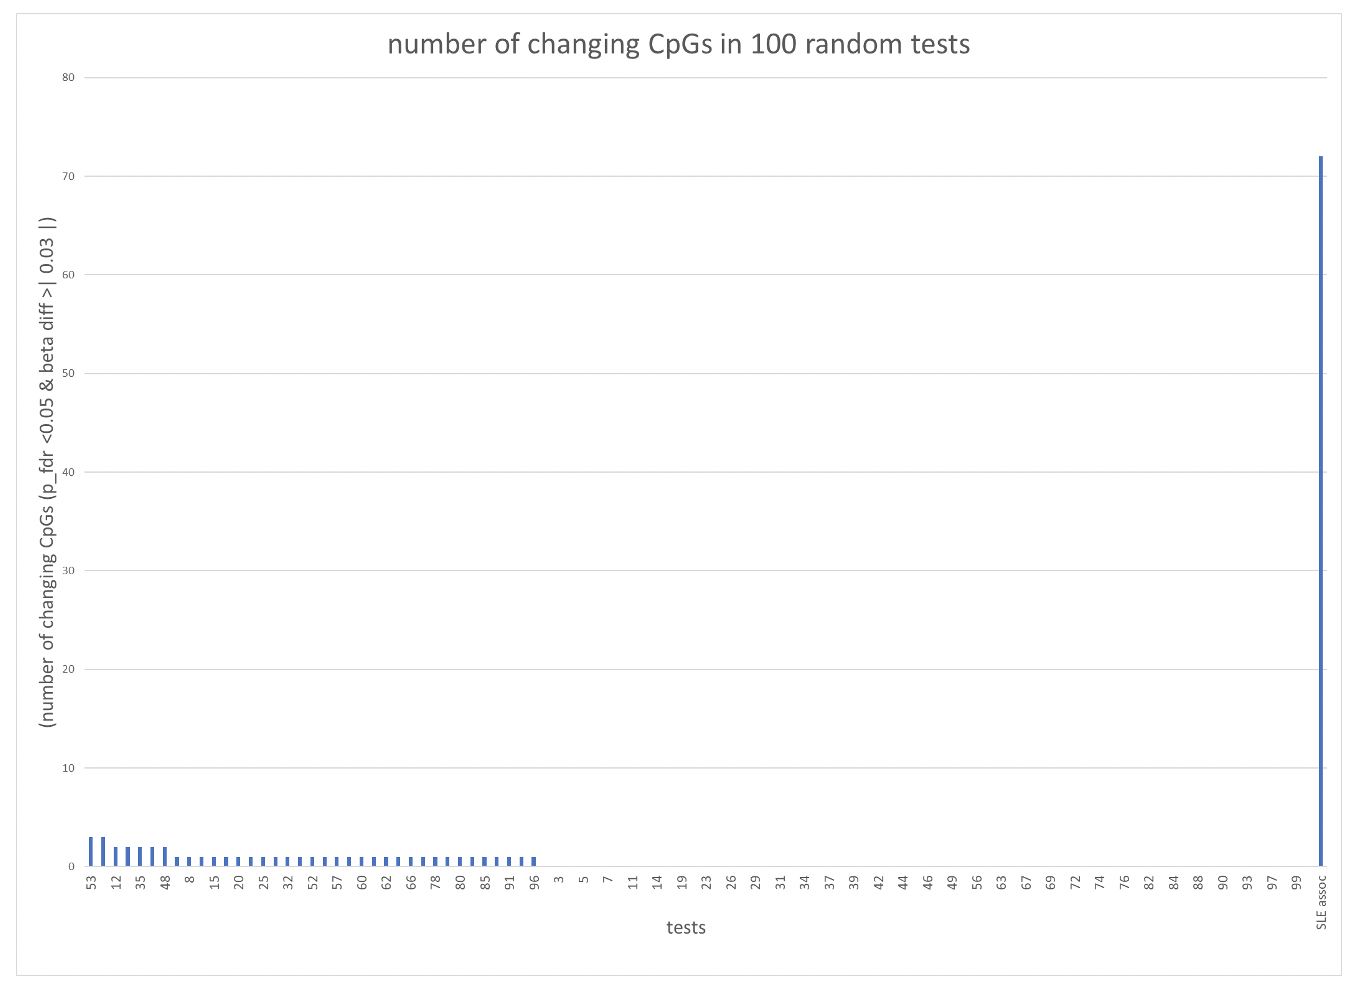 number of changing CpGs in 100 random tests
(number of changing CpGs (p_fdr <0.05 & beta diff >| 0.03 |)
80
70
60
50
40
30
20
10
0
53 12 35 48 8 15 20 25 32 52 57 60 62 66 78 80 85 91 96 3 5 7 11 14 19 23 26 29 31 34 37 39 42 44 46 49 56 63 67 69 72 74 76 82 84 88 90 93 97 99 SLE assoc
tests